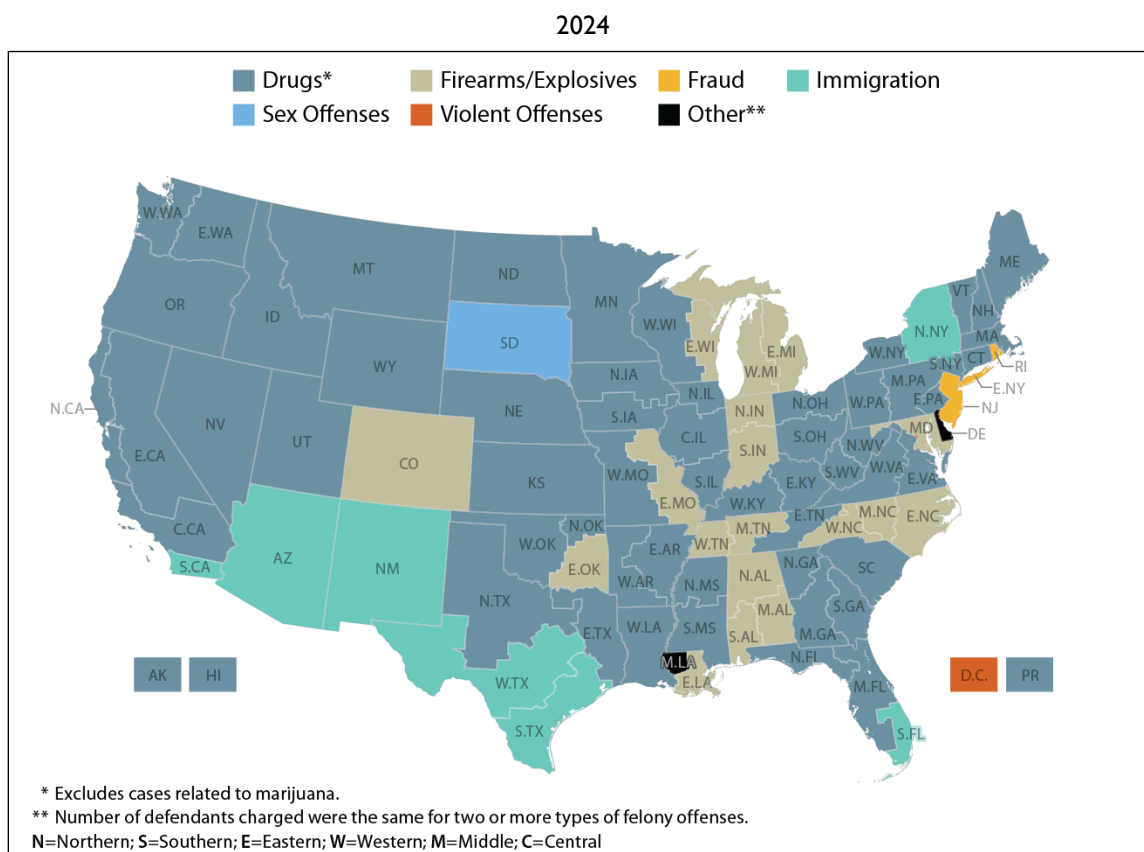 2024
Drugs* Firearms/Explosives Fraud Immigration
Sex Offenses Violent Offenses Other**
W.WA
E.WA
MT
ND
MN
ME
OR
ID
VT
NH
N.NY
MA
SD
W.WI
W.NY
WY
E.WI
E.MI
W.MI
S.NY
CT
RI
N.IA
M.PA
E.NY
N.CA
NV
UT
NE
S.IA
N.IL
N.IN
N.OH
W.PA
E.PA
NJ
MD
DE
E.CA
CO
KS
W.MO
C.IL
S.IN
S.OH
N.WV
S.WV
W.VA
E.VA
S.IL
E.MO
E.KY
W.KY
C.CA
S.CA
AZ
NM
W.OK
N.OK
E.OK
E.AR
W.AR
W.TN
M.TN
E.TN
W.NC
M.NC
E.NC
N.TX
N.MS
N.AL
N.GA
SC
E.TX
W.LA
S.MS
M.AL
S.AL
M.GA
S.GA
W.TX
S.TX
M.LA
E.LA
N.FL
M.FL
S.FL
AK HI
D.C. PR
* Excludes cases related to marijuana.
** Number of defendants charged were the same for two or more types of felony offenses.
N=Northern; S=Southern; E=Eastern; W=Western; M=Middle; C=Central